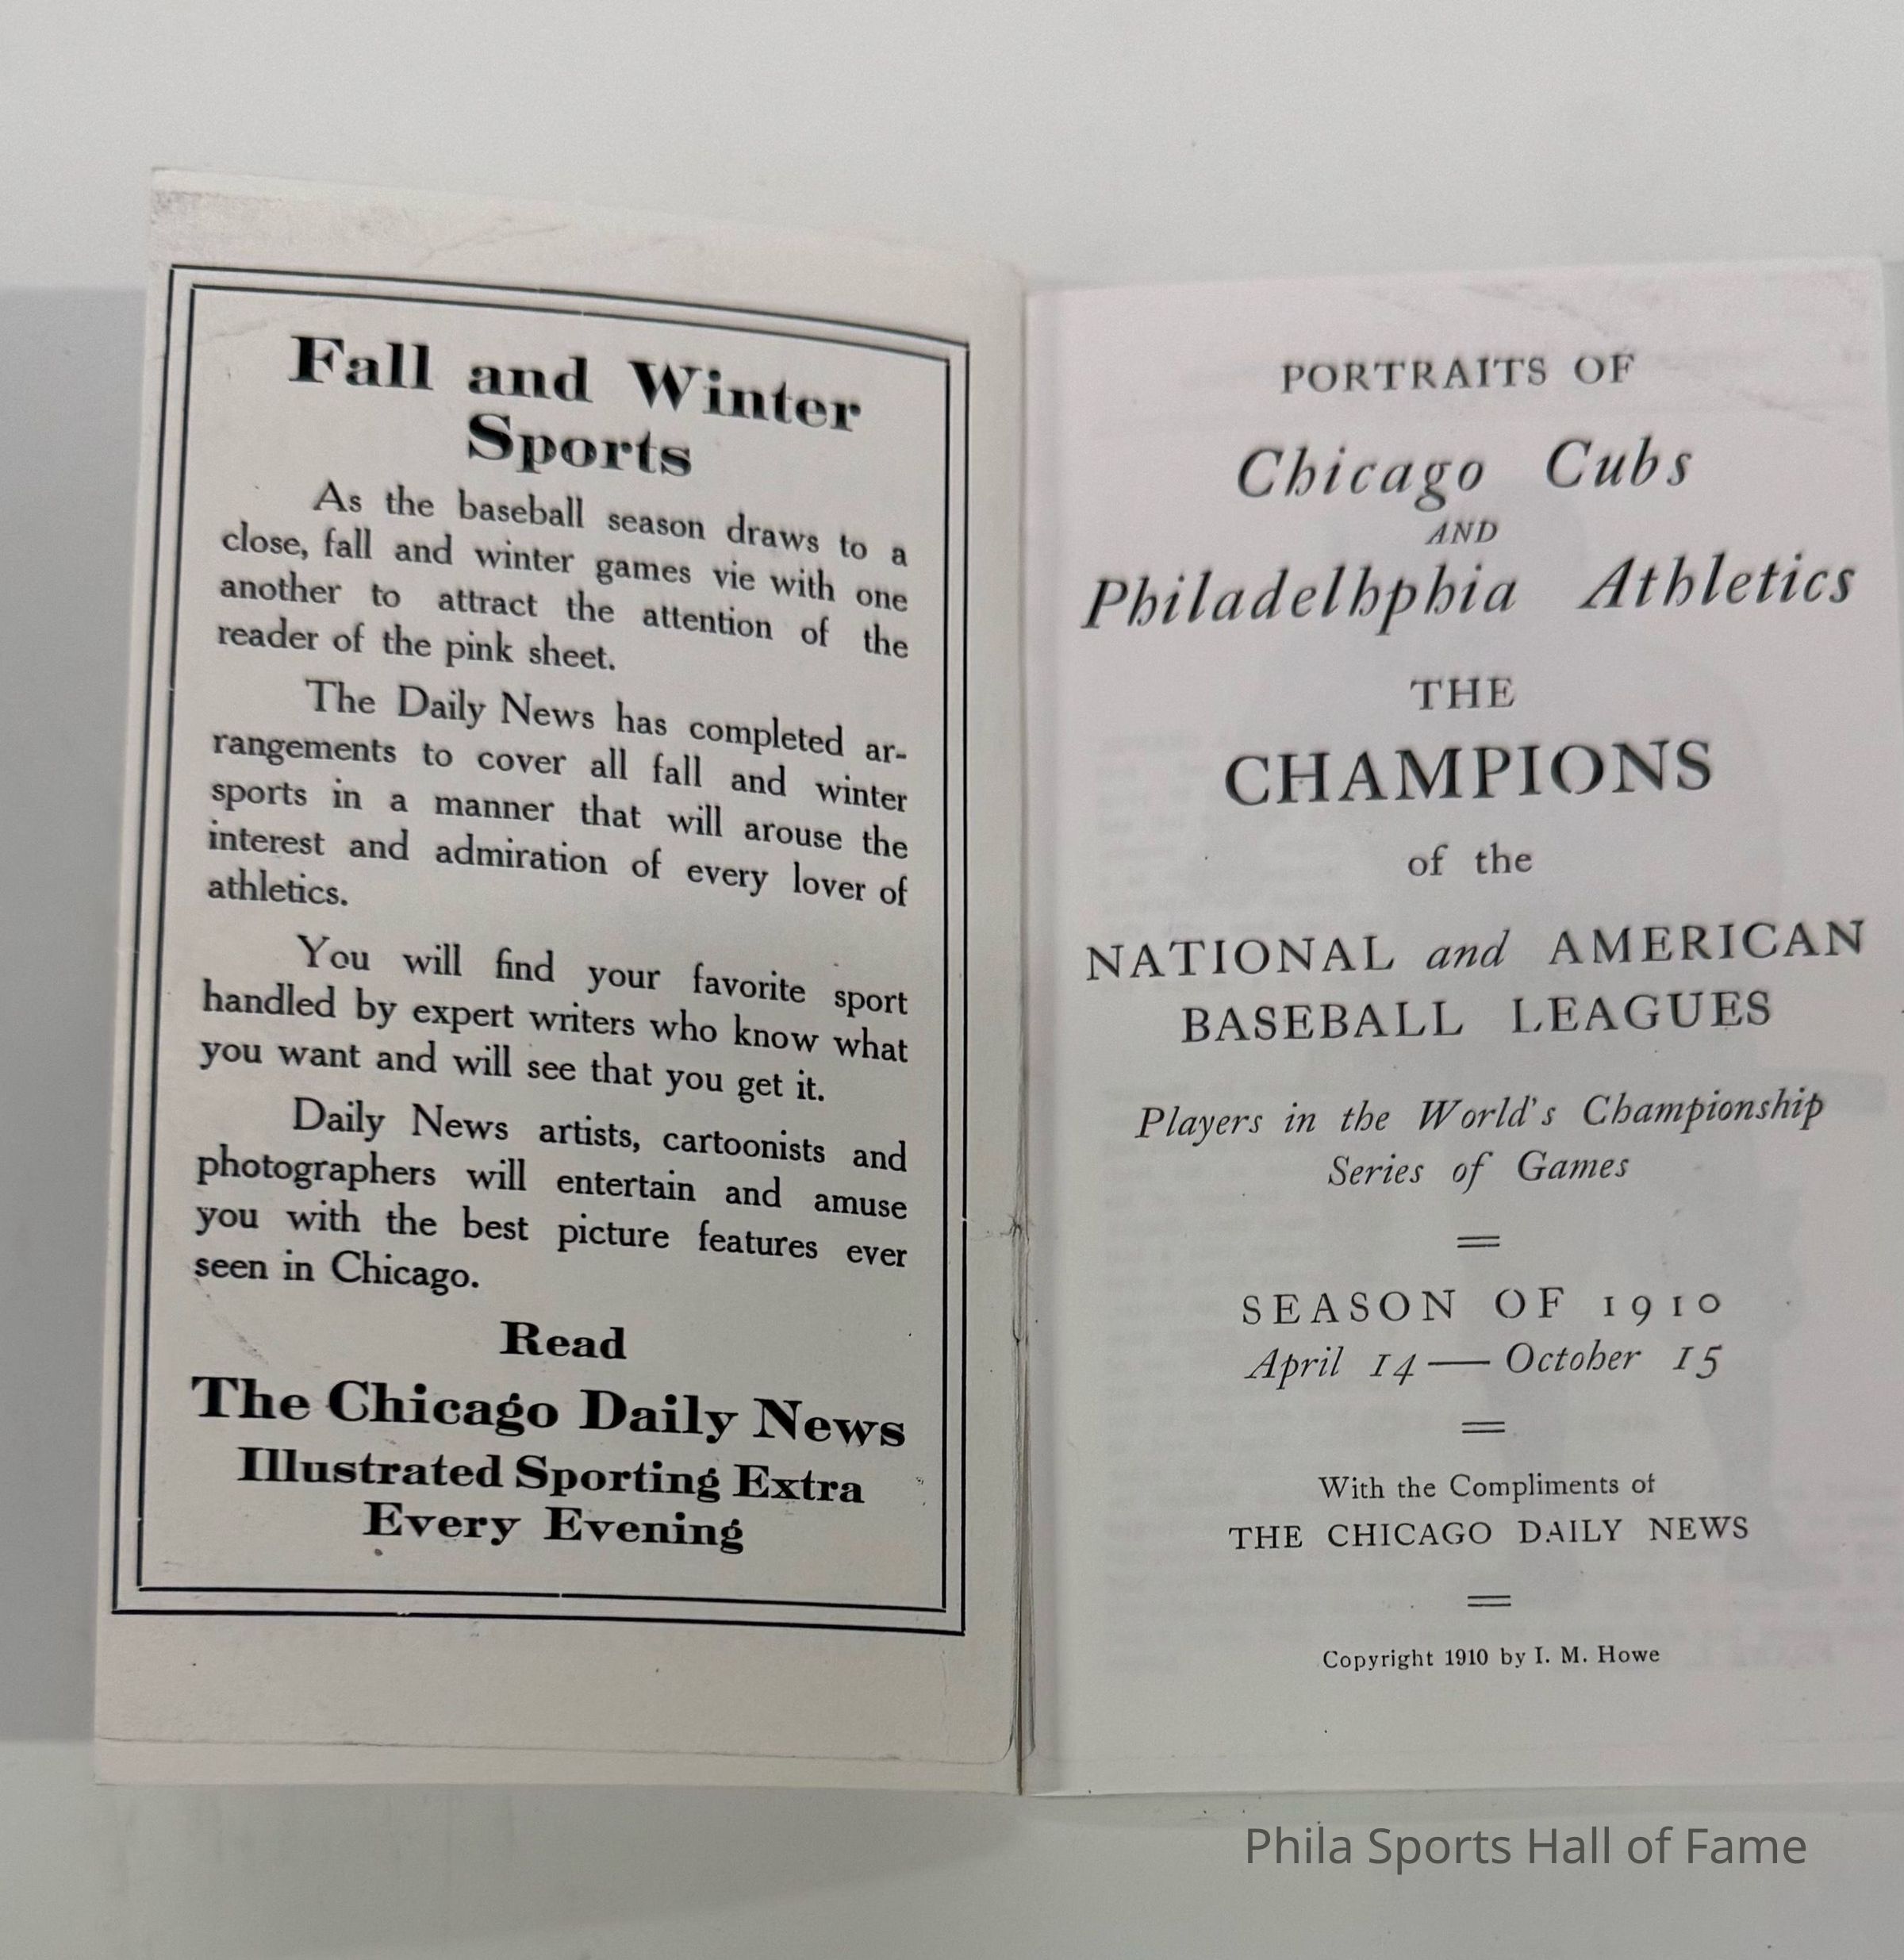 Fall and Winter
Sports
As the baseball season draws to a
close, fall and winter games vie with one
another to attract the attention of the
reader of the pink sheet.
The Daily News has completed ar-
rangements to cover all fall and winter
sports in a manner that will arouse the
interest and admiration of every lover of
athletics.
You will find your favorite sport
handled by expert writers who know what
you want and will see that you get it.
Daily News artists, cartoonists and
photographers will entertain and amuse
you with the best picture features ever
seen in Chicago.
Read
The Chicago Daily News
Illustrated Sporting Extra
Every Evening
PORTRAITS OF
Chicago Cubs
AND
Philadelhphia Athletics
THE
CHAMPIONS
of the
NATIONAL and AMERICAN
BASEBALL LEAGUES
Players in the World's Championship
Series of Games
SEASON OF 1910
April 14 — October 15
With the Compliments of
THE CHICAGO DAILY NEWS
Copyright 1910 by I. M. Howe
Phila Sports Hall of Fame